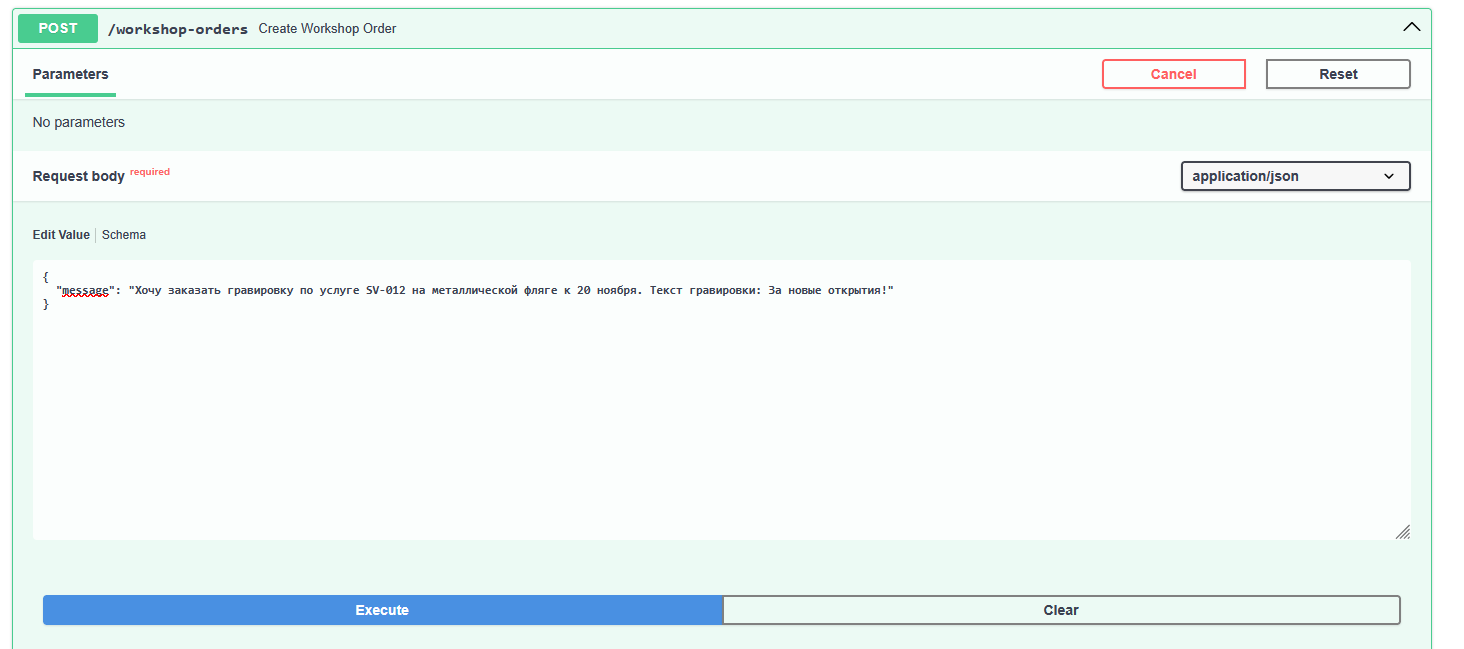 POST /workshop-orders Create Workshop Order
Parameters
Cancel
Reset
No parameters
Request body required
application/json
Edit Value Schema
{
"message": "Хочу заказать гравировку по услуге SV-012 на металлической фляге к 20 ноября. Текст гравировки: За новые открытия!"
}
Execute
Clear